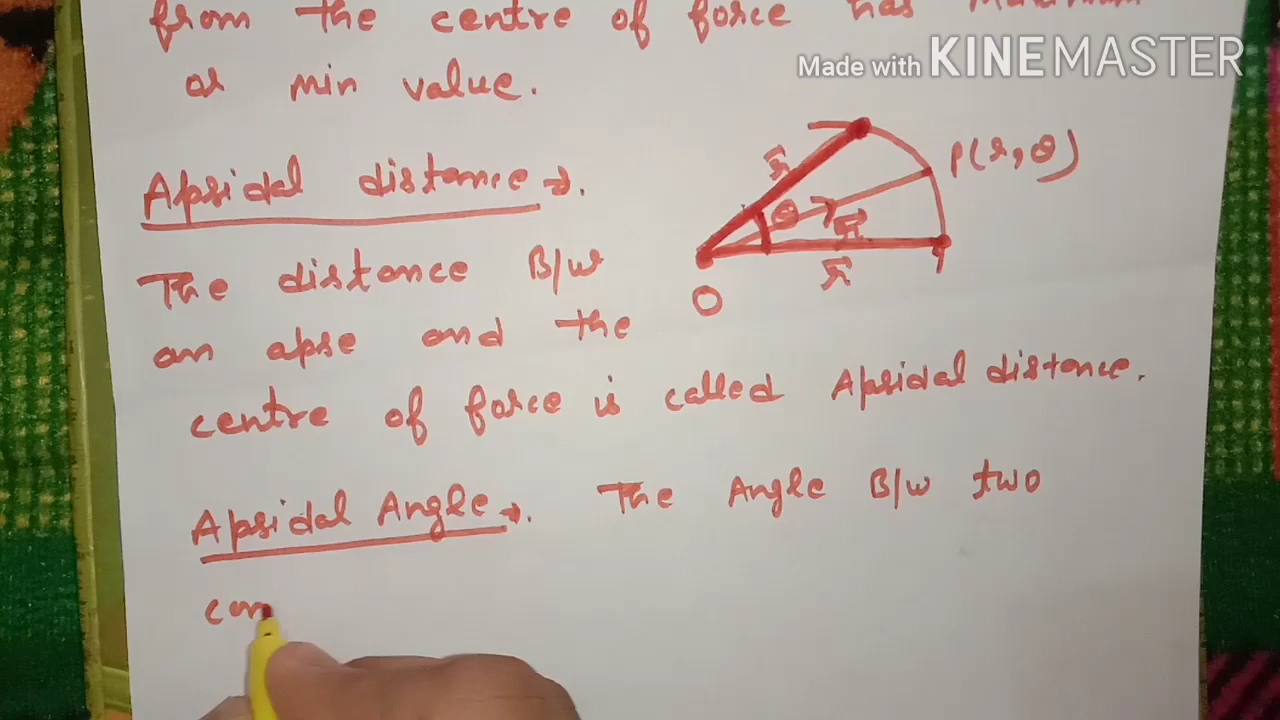 from the centre of force has
Made with KINEMASTER
or min value.
P(r, θ)
r
Apsidal distance →.
θ
r
The distance B/w
r
O
an apse and the
centre of force is called Apsidal distance.
Apsidal Angle →. The Angle B/w two
con